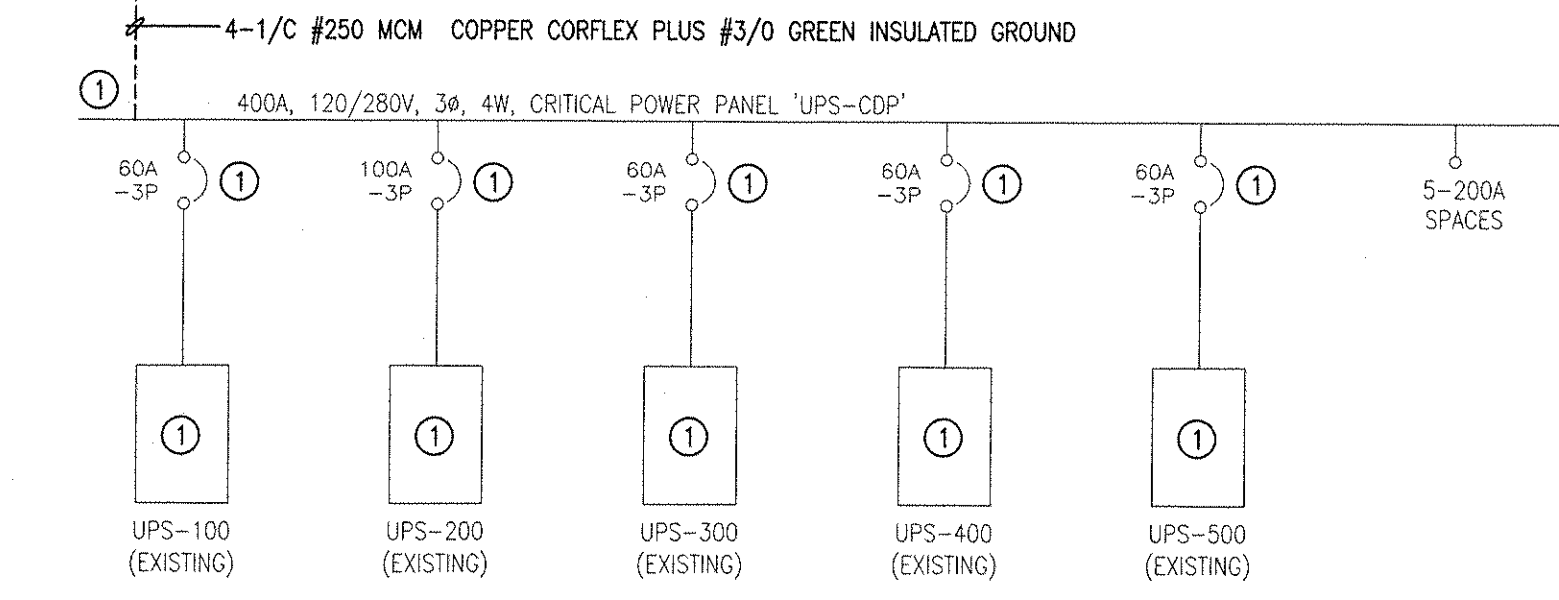 4-1/C #250 MCM COPPER CORFLEX PLUS #3/0 GREEN INSULATED GROUND
1
400A, 120/280V, 3ø, 4W, CRITICAL POWER PANEL 'UPS-CDP'
60A
-3P
1
100A
-3P
1
60A
-3P
1
60A
-3P
1
60A
-3P
1
5-200A
SPACES
1
1
1
1
1
UPS-100
(EXISTING)
UPS-200
(EXISTING)
UPS-300
(EXISTING)
UPS-400
(EXISTING)
UPS-500
(EXISTING)